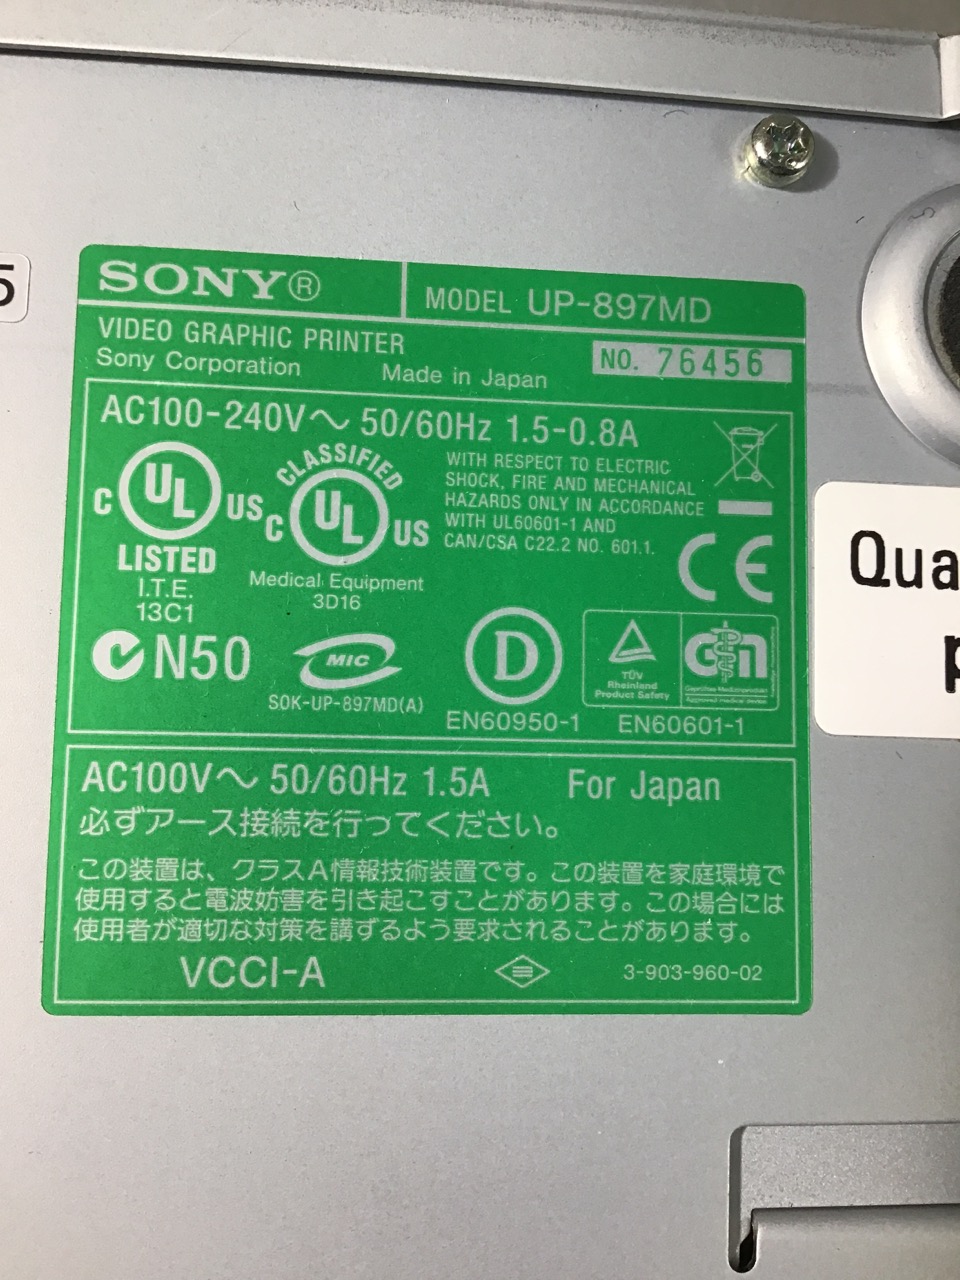 5
SONY®
MODEL UP-897MD
VIDEO GRAPHIC PRINTER
NO. 76456
Sony Corporation
Made in Japan
AC100-240V～ 50/60Hz 1.5-0.8A
C UL US
LISTED
I.T.E.
13C1
CLASSIFIED
C UL US
Medical Equipment
3D16
WITH RESPECT TO ELECTRIC
SHOCK, FIRE AND MECHANICAL
HAZARDS ONLY IN ACCORDANCE
WITH UL60601-1 AND
CAN/CSA C22.2 NO. 601.1.
CE
N50
MIC
SOK-UP-897MD(A)
D
EN60950-1
TÜV
Rheinland
Product Safety
Geprüftes Medizinprodukt
Approved medical device
EN60601-1
AC100V～ 50/60Hz 1.5A For Japan
必ずアース接続を行ってください。
この装置は、クラスA情報技術装置です。この装置を家庭環境で
使用すると電波妨害を引き起こすことがあります。この場合には
使用者が適切な対策を講ずるよう要求されることがあります。
VCCI-A
3-903-960-02
Qua
p